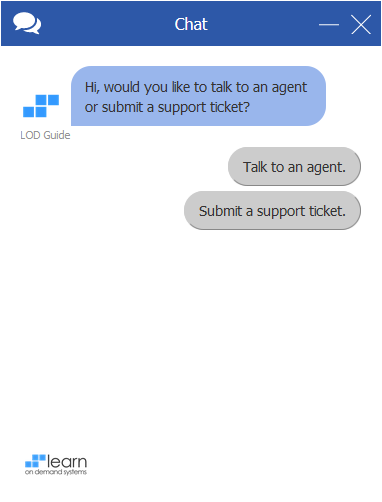 Chat
Hi, would you like to talk to an agent
or submit a support ticket?
LOD Guide
Talk to an agent.
Submit a support ticket.
learn
on demand systems